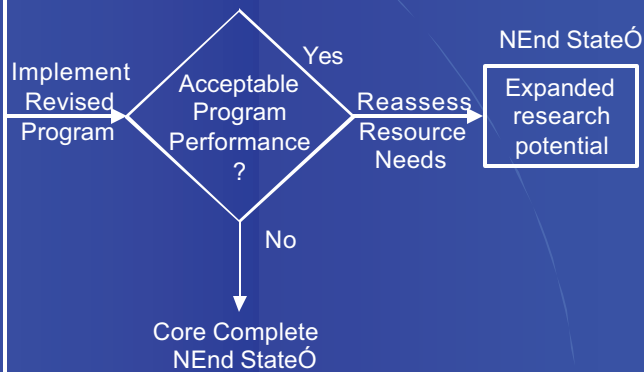 Implement
Revised
Program
Acceptable
Program
Performance
?
Yes
Reassess
Resource
Needs
NEnd StateÓ
Expanded
research
potential
No
Core Complete
NEnd StateÓ